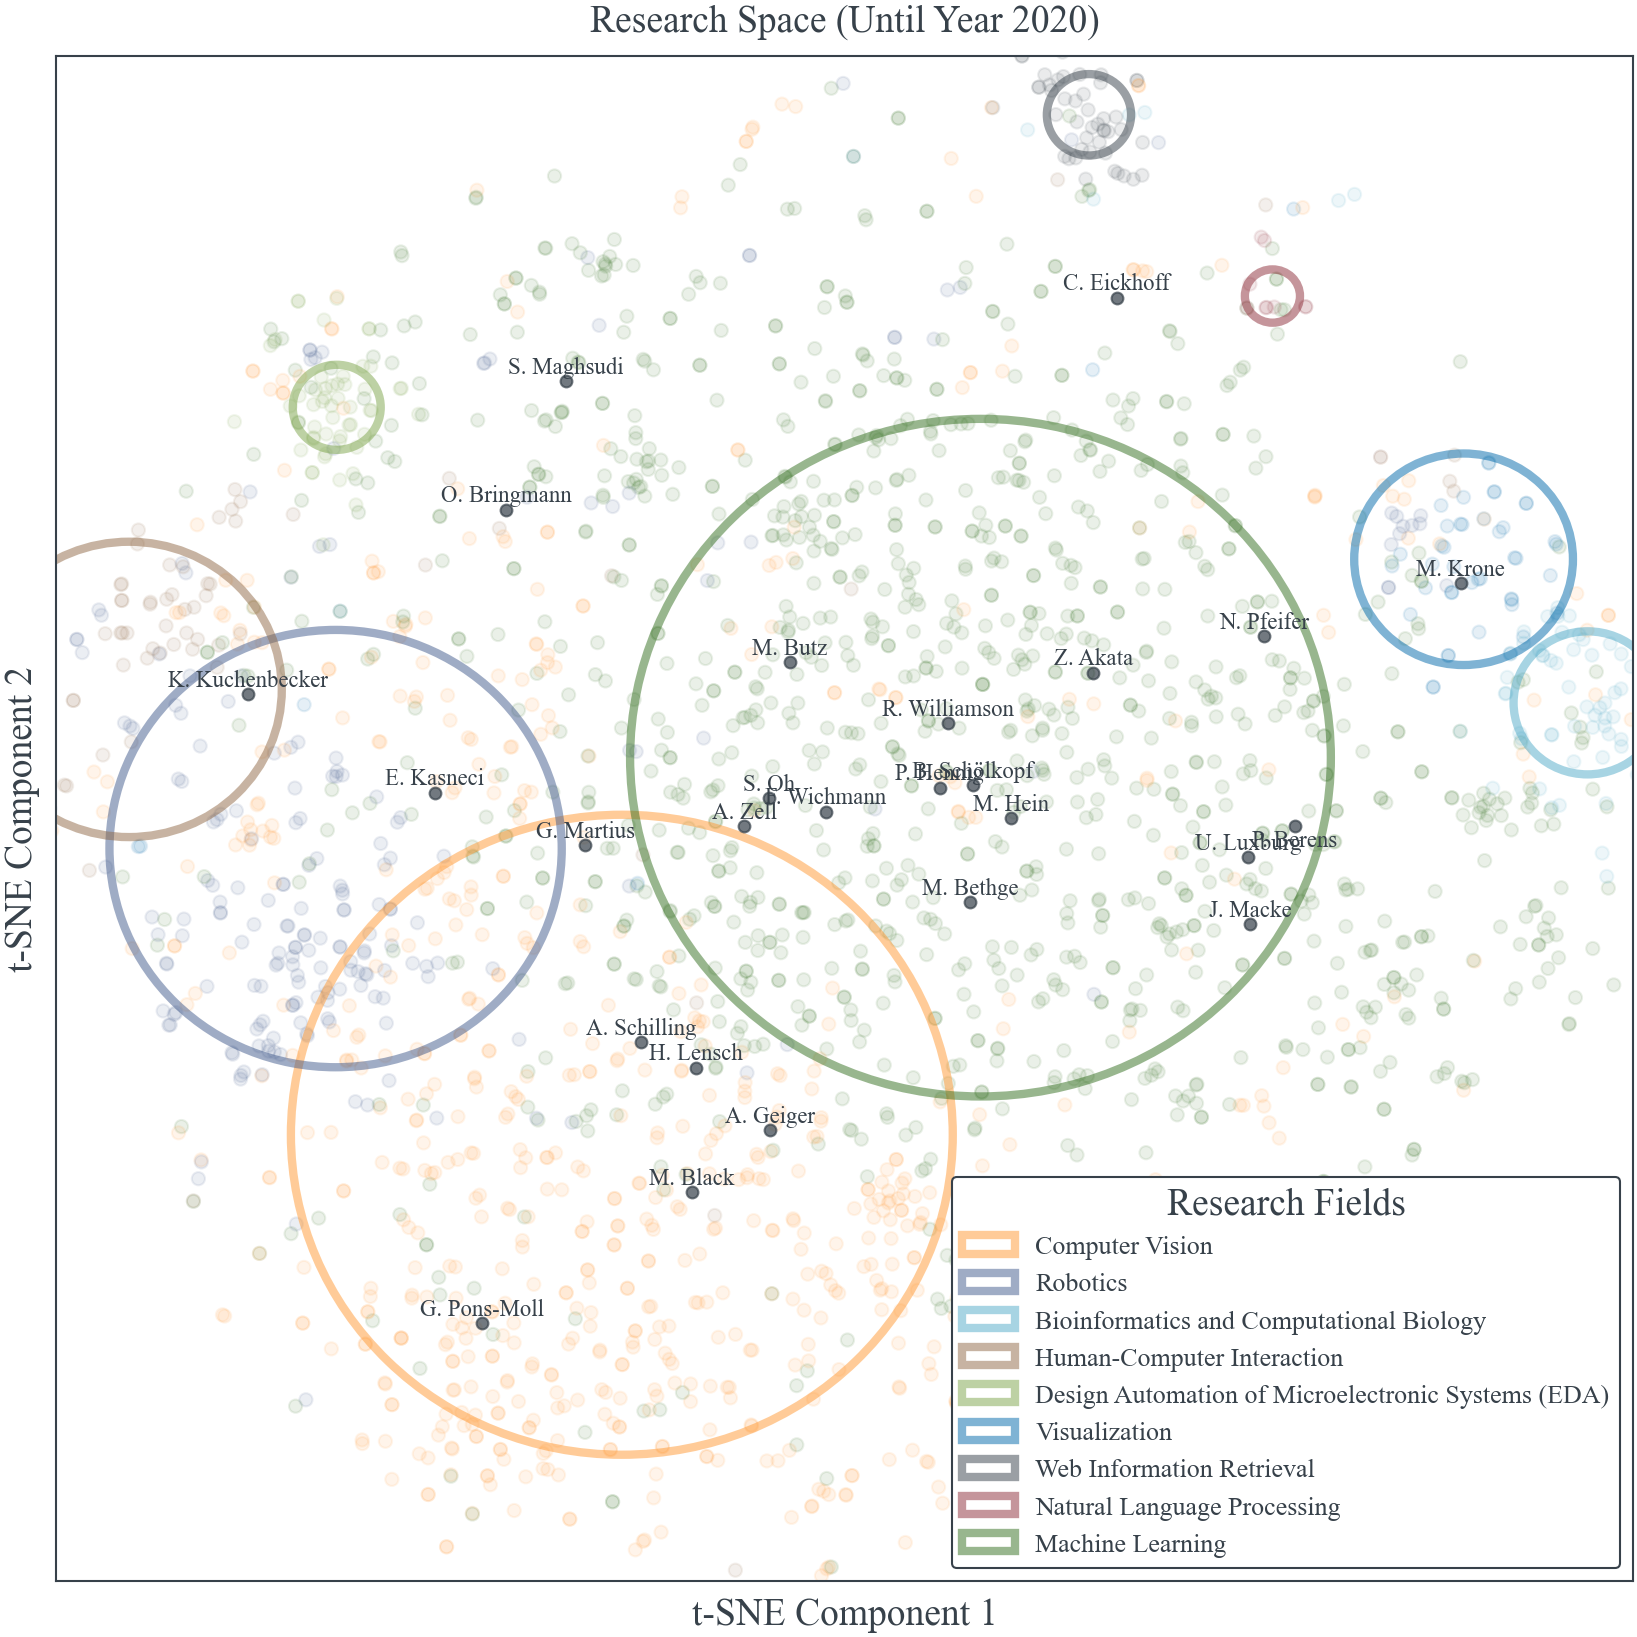 Research Space (Until Year 2020)
C. Eickhoff
S. Maghsudi
O. Bringmann
M. Krone
N. Pfeifer
M. Butz
Z. Akata
K. Kuchenbecker
R. Williamson
E. Kasneci
P. Hennig
B. Schölkopf
S. Oh
Wichmann
M. Hein
A. Zell
G. Martius
U. Luxburg
P. Berens
M. Bethge
J. Macke
A. Schilling
H. Lensch
A. Geiger
M. Black
G. Pons-Moll
t-SNE Component 2
t-SNE Component 1
Research Fields
Computer Vision
Robotics
Bioinformatics and Computational Biology
Human-Computer Interaction
Design Automation of Microelectronic Systems (EDA)
Visualization
Web Information Retrieval
Natural Language Processing
Machine Learning